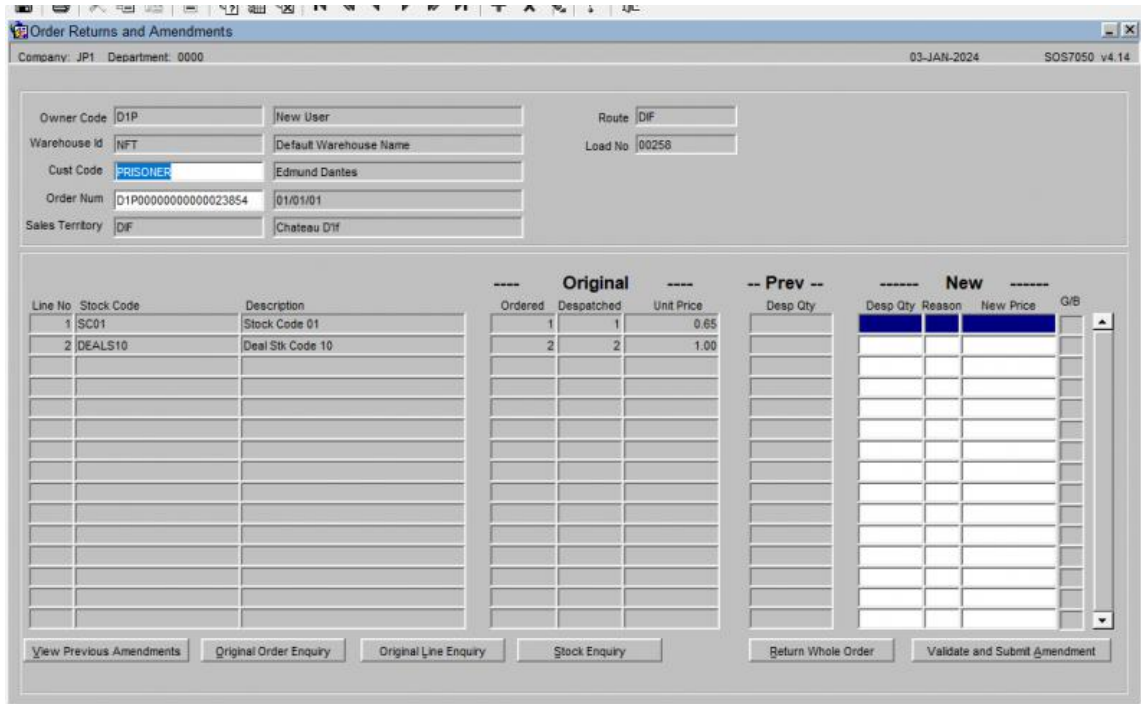 Order Returns and Amendments
Company: JP1 Department: 0000 03-JAN-2024 SOS7050 v4.14
Owner Code D1P New User Route DIF
Warehouse Id NFT Default Warehouse Name Load No 00258
Cust Code PRISONER Edmund Dantes
Order Num D1P00000000000023854 01/01/01
Sales Territory DIF Chateau D'If
---- Original ---- -- Prev -- ------ New ------
Line No Stock Code Description Ordered Despatched Unit Price Desp Qty Desp Qty Reason New Price G/B
1 SC01 Stock Code 01 1 1 0.65
2 DEALS10 Deal Stk Code 10 2 2 1.00
View Previous Amendments Original Order Enquiry Original Line Enquiry Stock Enquiry Return Whole Order Validate and Submit Amendment